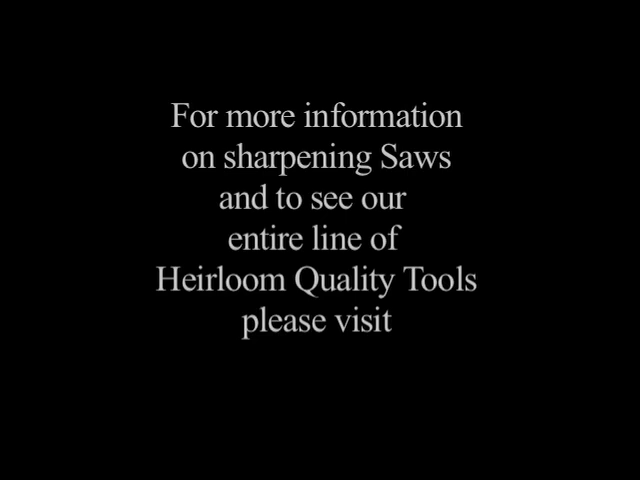 For more information
on sharpening Saws
and to see our
entire line of
Heirloom Quality Tools
please visit